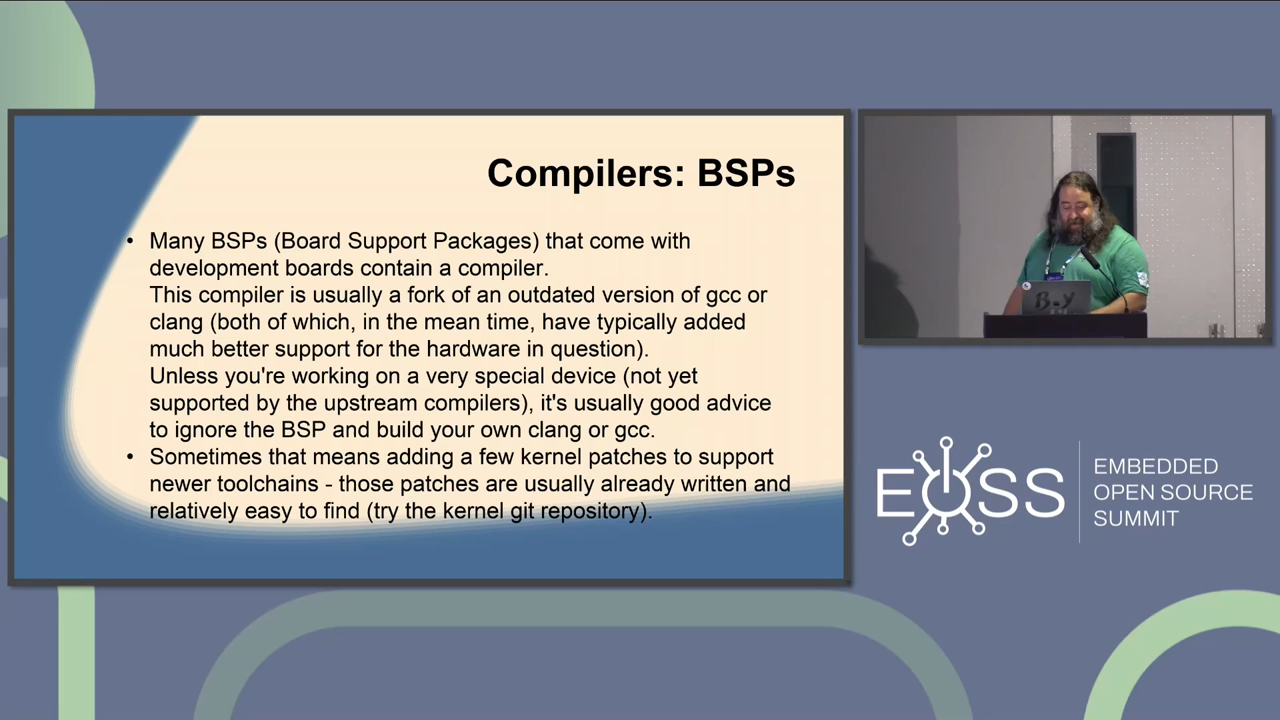 Compilers: BSPs
• Many BSPs (Board Support Packages) that come with
development boards contain a compiler.
This compiler is usually a fork of an outdated version of gcc or
clang (both of which, in the mean time, have typically added
much better support for the hardware in question).
Unless you're working on a very special device (not yet
supported by the upstream compilers), it's usually good advice
to ignore the BSP and build your own clang or gcc.
• Sometimes that means adding a few kernel patches to support
newer toolchains - those patches are usually already written and
relatively easy to find (try the kernel git repository).
EOSS
EMBEDDED
OPEN SOURCE
SUMMIT